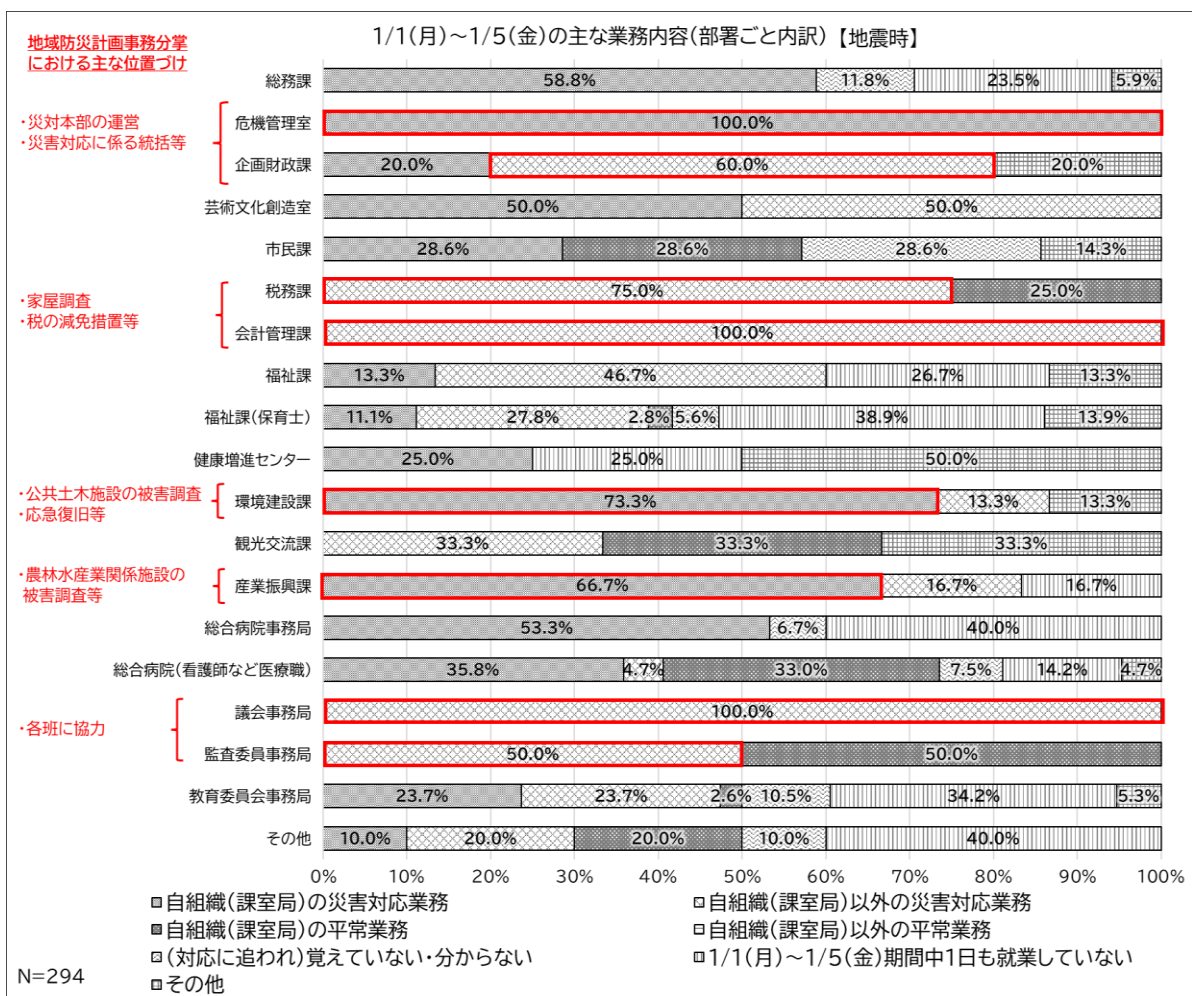 1/1(月)～1/5(金)の主な業務内容(部署ごと内訳)【地震時】
地域防災計画事務分掌
における主な位置づけ
総務課 58.8% 11.8% 23.5% 5.9%
・災対本部の運営
・災害対応に係る統括等
危機管理室 100.0%
企画財政課 20.0% 60.0% 20.0%
芸術文化創造室 50.0% 50.0%
市民課 28.6% 28.6% 28.6% 14.3%
・家屋調査
・税の減免措置等
税務課 75.0% 25.0%
会計管理課 100.0%
福祉課 13.3% 46.7% 26.7% 13.3%
福祉課(保育士) 11.1% 27.8% 2.8% 5.6% 38.9% 13.9%
健康増進センター 25.0% 25.0% 50.0%
・公共土木施設の被害調査
・応急復旧等
環境建設課 73.3% 13.3% 13.3%
観光交流課 33.3% 33.3% 33.3%
・農林水産業関係施設の
被害調査等
産業振興課 66.7% 16.7% 16.7%
総合病院事務局 53.3% 6.7% 40.0%
総合病院(看護師など医療職) 35.8% 4.7% 33.0% 7.5% 14.2% 4.7%
・各班に協力
議会事務局 100.0%
監査委員事務局 50.0% 50.0%
教育委員会事務局 23.7% 23.7% 2.6% 10.5% 34.2% 5.3%
その他 10.0% 20.0% 20.0% 10.0% 40.0%
0% 10% 20% 30% 40% 50% 60% 70% 80% 90% 100%
自組織(課室局)の災害対応業務 自組織(課室局)以外の災害対応業務
自組織(課室局)の平常業務 自組織(課室局)以外の平常業務
(対応に追われ)覚えていない・分からない 1/1(月)～1/5(金)期間中1日も就業していない
その他
N=294